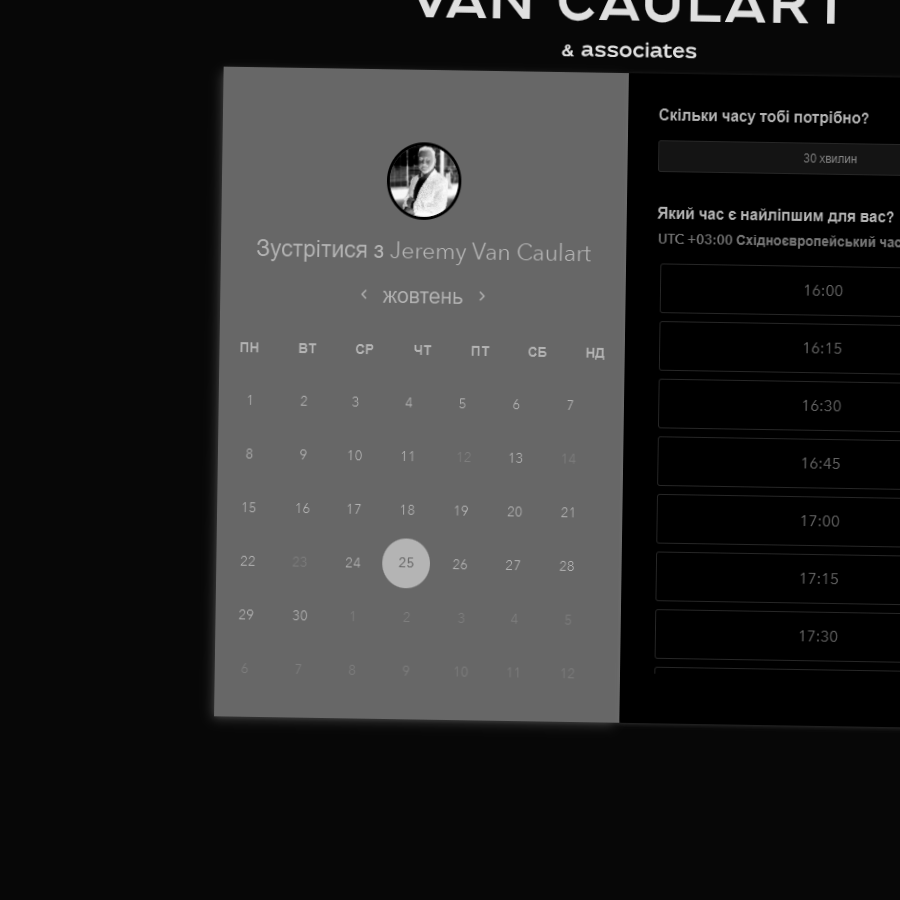 VAN CAULART
& associates
Зустрітися з Jeremy Van Caulart
‹ жовтень ›
ПН ВТ СР ЧТ ПТ СБ НД
1 2 3 4 5 6 7
8 9 10 11 12 13 14
15 16 17 18 19 20 21
22 23 24 25 26 27 28
29 30 1 2 3 4 5
6 7 8 9 10 11 12
Скільки часу тобі потрібно?
30 хвилин
Який час є найліпшим для вас?
UTC +03:00 Східноєвропейський час
16:00
16:15
16:30
16:45
17:00
17:15
17:30